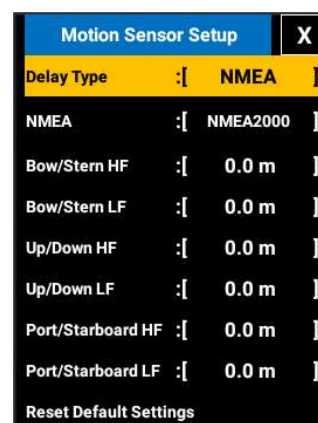 Motion Sensor Setup X
Delay Type :[ NMEA ]
NMEA :[ NMEA2000 ]
Bow/Stern HF :[ 0.0 m ]
Bow/Stern LF :[ 0.0 m ]
Up/Down HF :[ 0.0 m ]
Up/Down LF :[ 0.0 m ]
Port/Starboard HF :[ 0.0 m ]
Port/Starboard LF :[ 0.0 m ]
Reset Default Settings